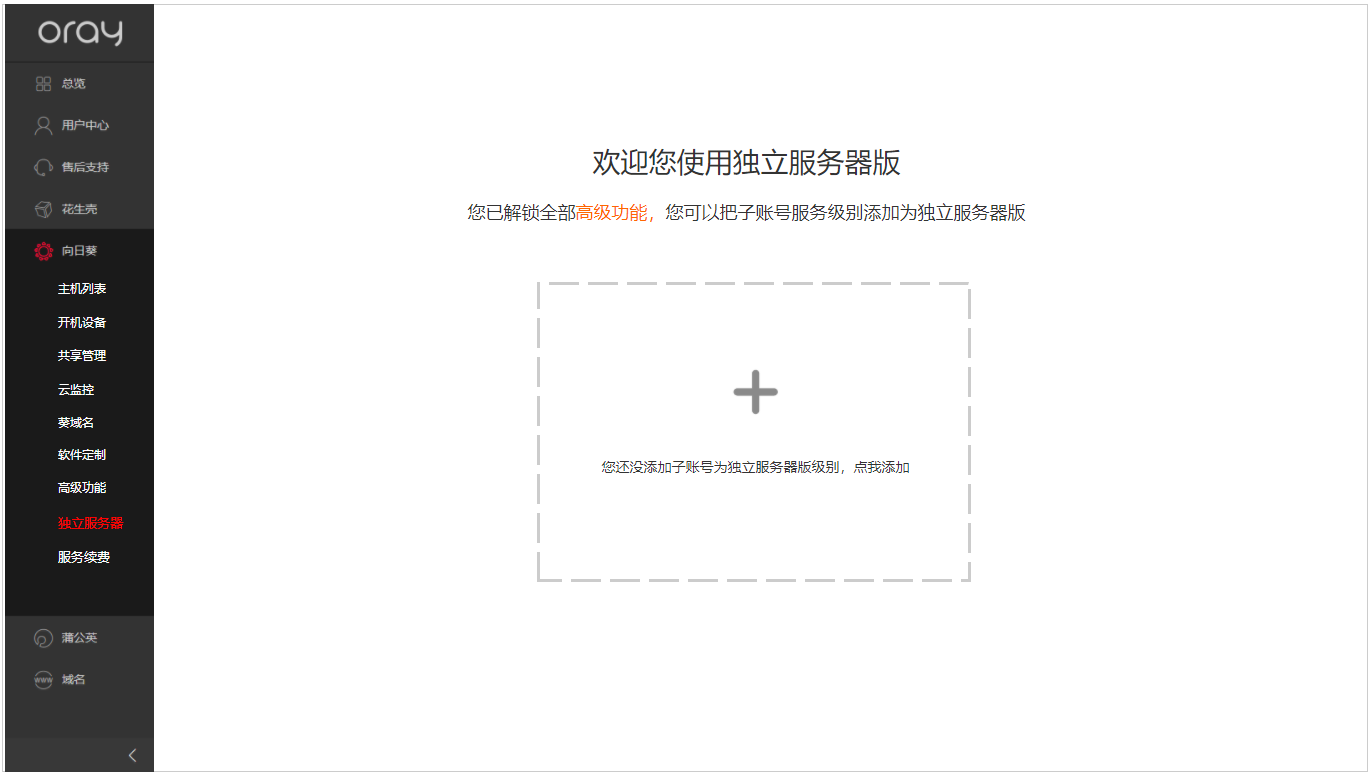 oray
总览
用户中心
售后支持
花生壳
向日葵
主机列表
开机设备
共享管理
云监控
葵域名
软件定制
高级功能
独立服务器
服务续费
蒲公英
www 域名
欢迎您使用独立服务器版
您已解锁全部高级功能，您可以把子账号服务级别添加为独立服务器版
您还没添加子账号为独立服务器版级别，点我添加